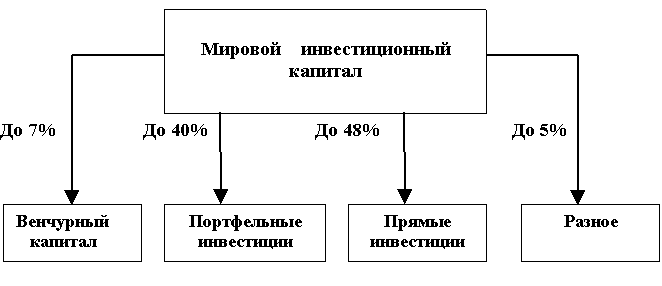 Мировой инвестиционный
капитал
До 7%
До 40%
До 48%
До 5%
Венчурный
капитал
Портфельные
инвестиции
Прямые
инвестиции
Разное